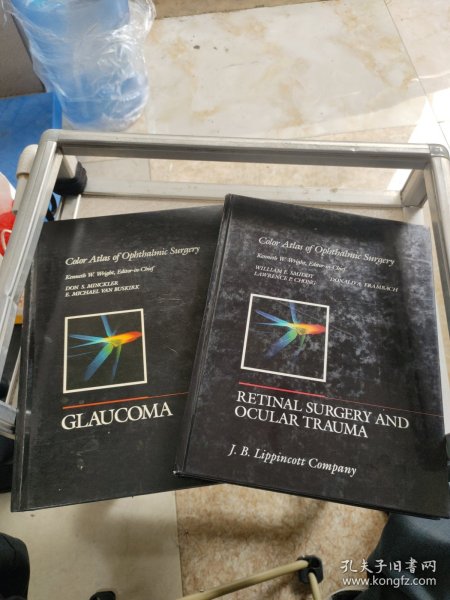 Color Atlas of Ophthalmic Surgery
Kenneth W. Wright, Editor-in-Chief
DON S. MINCKLER
E. MICHAEL VAN BUSKIRK
GLAUCOMA
Color Atlas of Ophthalmic Surgery
Kenneth W. Wright, Editor-in-Chief
WILLIAM E. SMIDDY
LAWRENCE P. CHONG
DONALD A. FRAMBACH
RETINAL SURGERY AND
OCULAR TRAUMA
J. B. Lippincott Company
孔夫子旧书网
www.kongfz.com